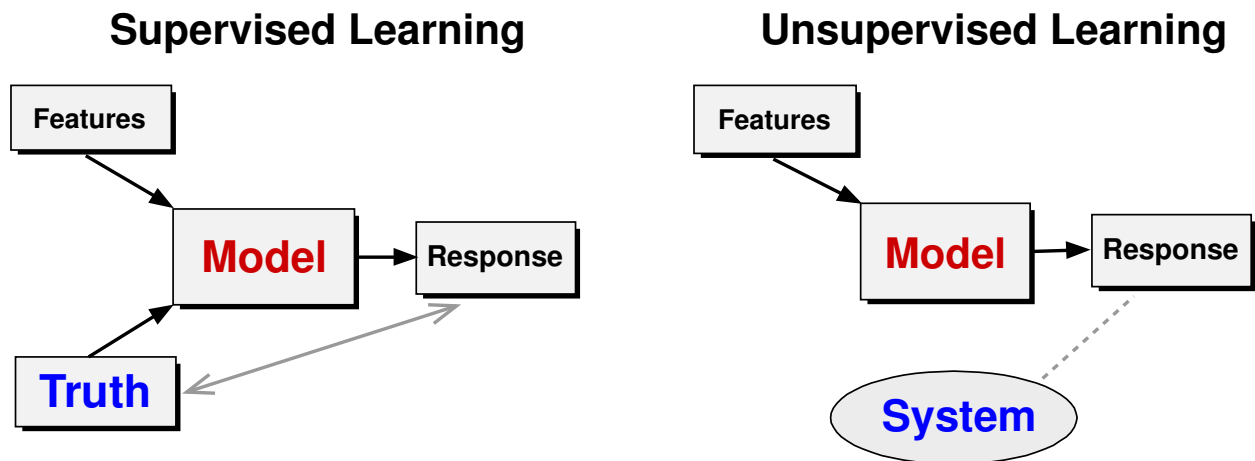 Supervised Learning
Features
Model
Response
Truth
Unsupervised Learning
Features
Model
Response
System